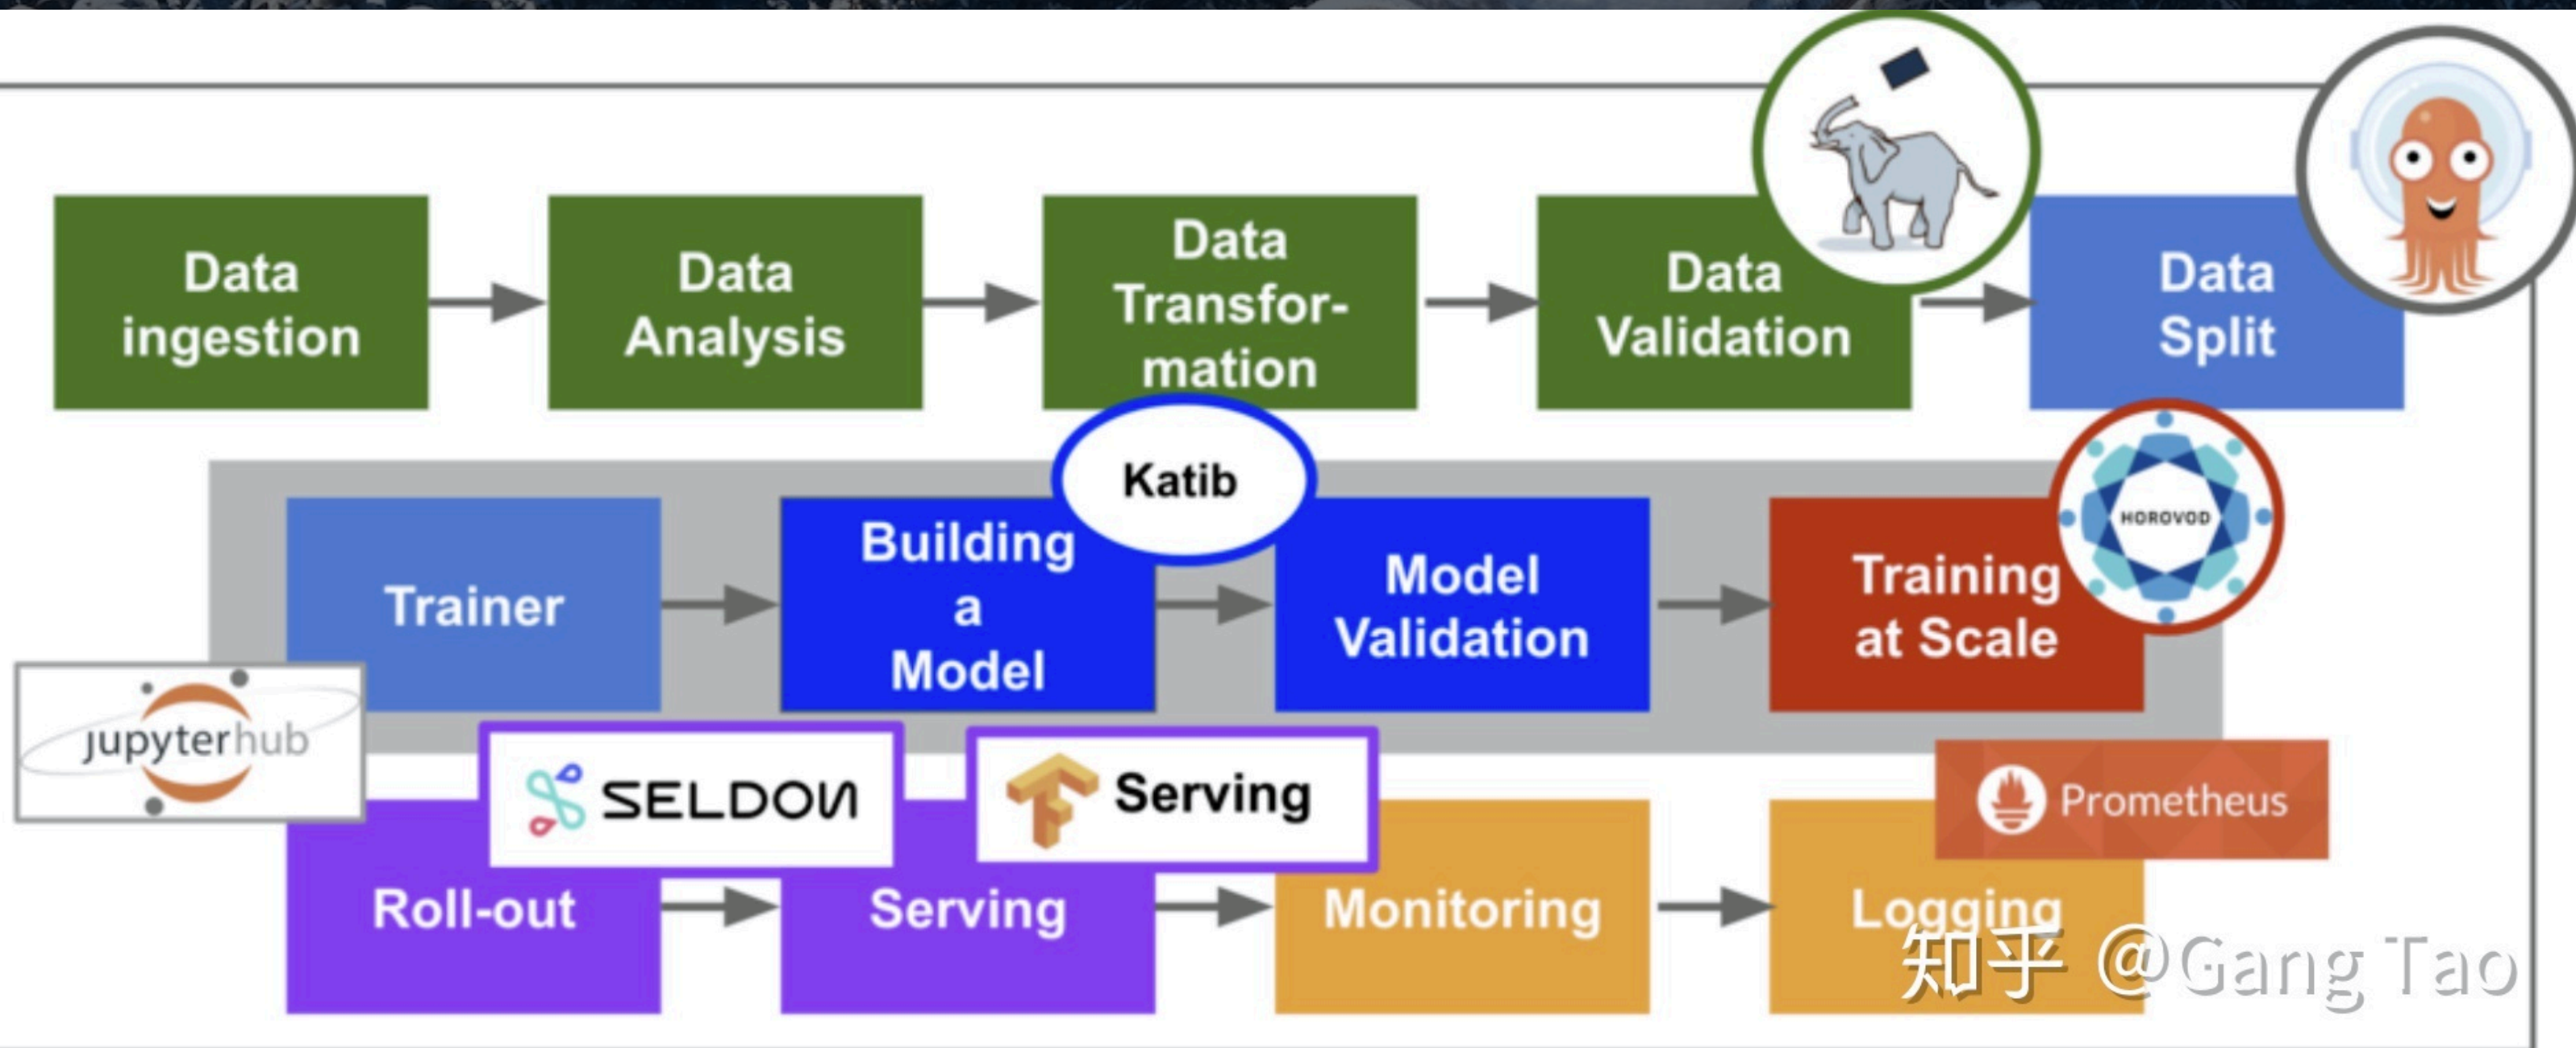 Data
ingestion
Data
Analysis
Data
Transfor-
mation
Data
Validation
Data
Split
Katib
Trainer
Building
a
Model
Model
Validation
Training
at Scale
HOROVOD
jupyterhub
SELDON
Serving
Prometheus
Roll-out
Serving
Monitoring
Logging
知乎 @Gang Tao